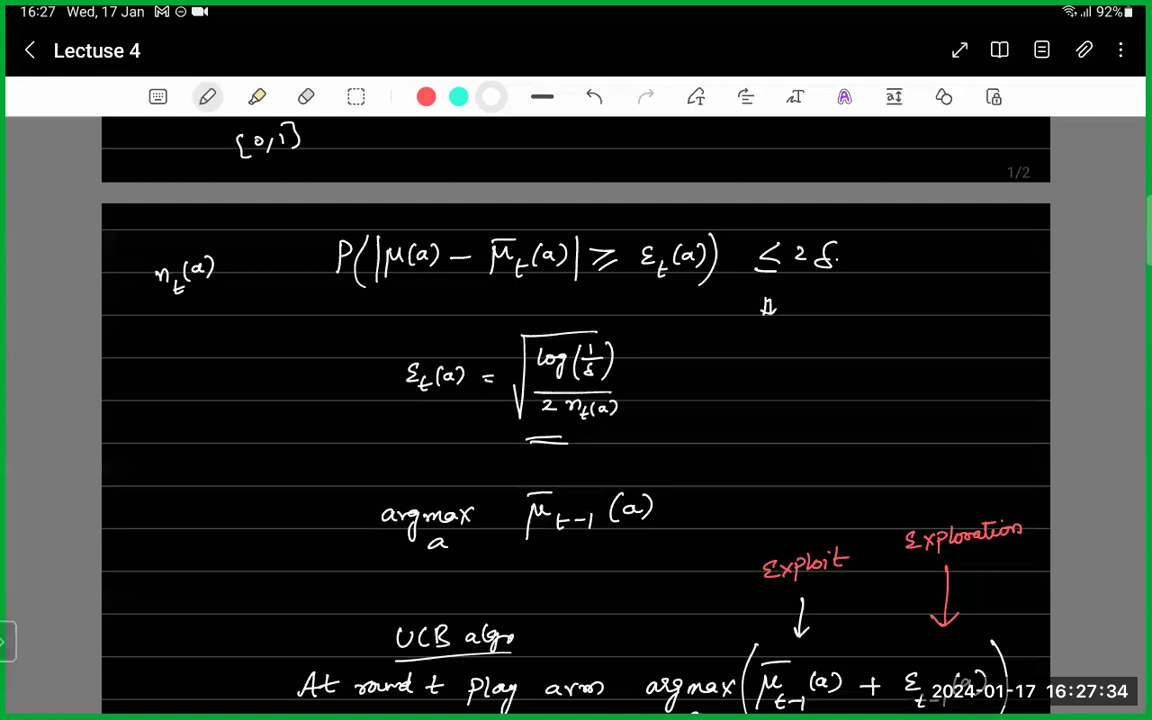 16:27 Wed, 17 Jan 92%
Lectuse 4
[0,1]
1/2
n_t(a) P(|μ(a) − μ̄_t(a)| ≥ ε_t(a)) ≤ 2δ.
ε_t(a) = √(log(1/δ) / 2 n_t(a))
argmax_a μ̄_{t−1}(a)
Exploit Exploration
UCB algo
At round t play arm argmax(μ̄_{t−1}(a) + ε_{t−1}(a))
2024-01-17 16:27:34